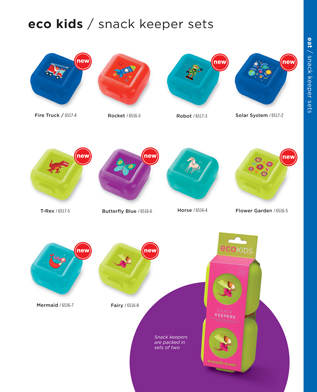 eco kids / snack keeper sets
eat / snack keeper sets
new
new
new
Fire Truck / 6517-4
Rocket / 6516-3
Robot / 6517-3
Solar System / 6517-2
new
new
new
T-Rex / 6517-5
Butterfly Blue / 6516-6
Horse / 6516-4
Flower Garden / 6516-5
new
new
Mermaid / 6516-7
Fairy / 6516-8
ecokids
KEEPERS
Snack keepers
are packed in
sets of two